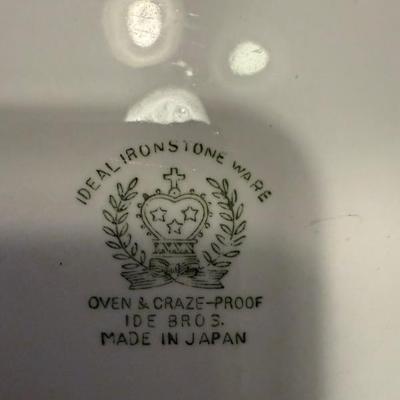 IDEAL IRONSTONE WARE
OVEN & CRAZE-PROOF
IDE BROS.
MADE IN JAPAN